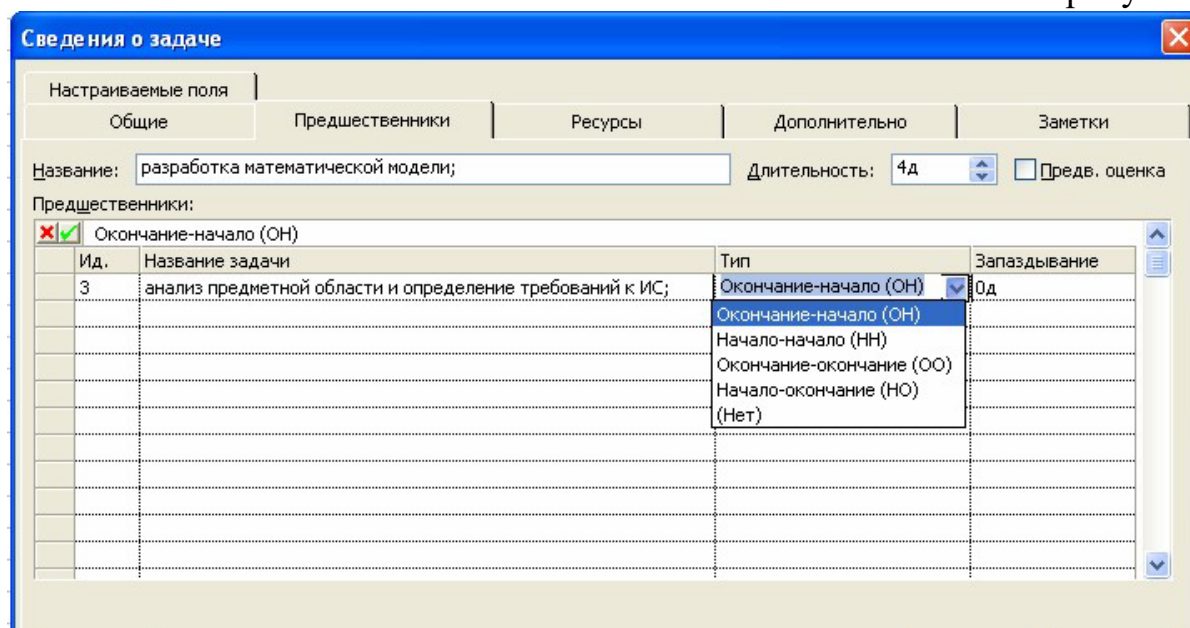 Сведения о задаче
Настраиваемые поля
Общие Предшественники Ресурсы Дополнительно Заметки
Название: разработка математической модели; Длительность: 4д Предв. оценка
Предшественники:
Окончание-начало (ОН)
Ид. Название задачи Тип Запаздывание
3 анализ предметной области и определение требований к ИС; Окончание-начало (ОН) 0д
Окончание-начало (ОН)
Начало-начало (НН)
Окончание-окончание (ОО)
Начало-окончание (НО)
(Нет)